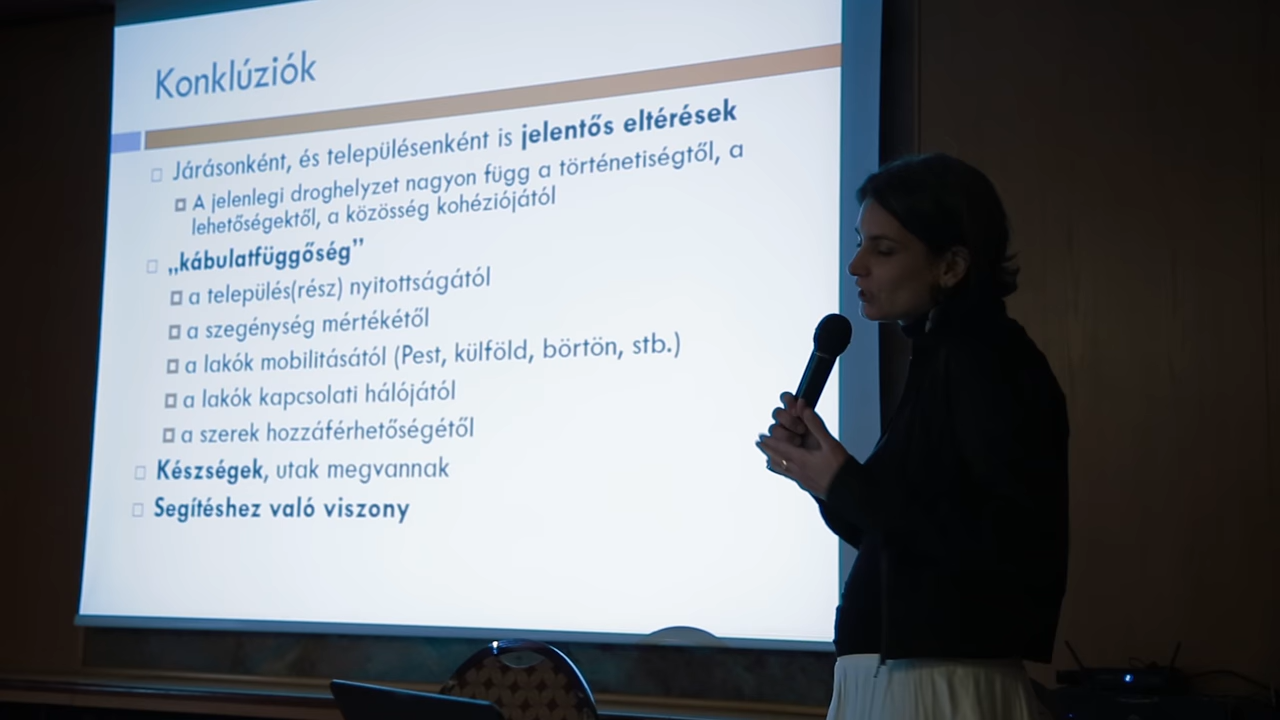 Konklúziók
Járásonként, és településenként is jelentős eltérések
A jelenlegi droghelyzet nagyon függ a történetiségtől, a
lehetőségektől, a közösség kohéziójától
„kábulatfüggőség”
a település(rész) nyitottságától
a szegénység mértékétől
a lakók mobilitásától (Pest, külföld, börtön, stb.)
a lakók kapcsolati hálójától
a szerek hozzáférhetőségétől
Készségek, utak megvannak
Segítéshez való viszony